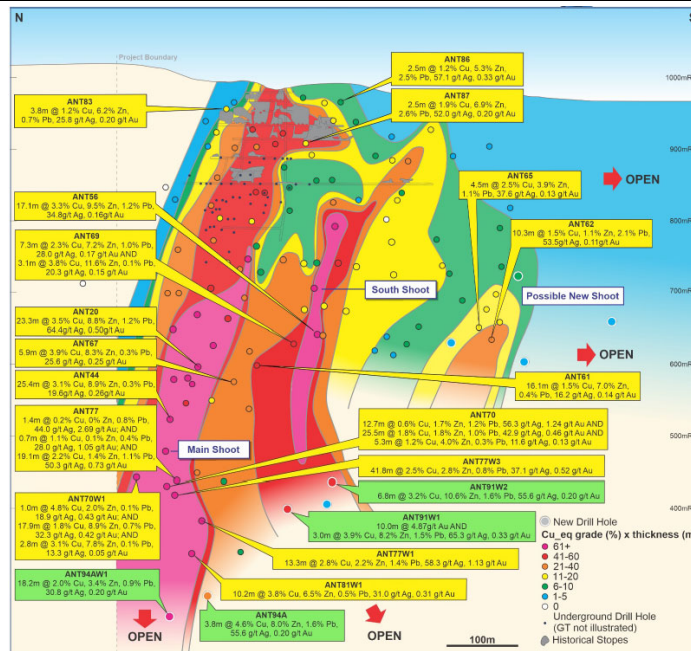 N
S
Project Boundary
1000mR
900mR
800mR
700mR
600mR
500mR
400mR
ANT86
2.5m @ 1.2% Cu, 5.3% Zn,
2.5% Pb, 57.1 g/t Ag, 0.33 g/t Au
ANT87
2.5m @ 1.9% Cu, 6.9% Zn,
2.6% Pb, 52.0 g/t Ag, 0.20 g/t Au
ANT83
3.8m @ 1.2% Cu, 6.2% Zn,
0.7% Pb, 25.8 g/t Ag, 0.20 g/t Au
ANT65
4.5m @ 2.5% Cu, 3.9% Zn,
1.1% Pb, 37.6 g/t Ag, 0.13 g/t Au
OPEN
ANT56
17.1m @ 3.3% Cu, 9.5% Zn, 1.2% Pb,
34.8g/t Ag, 0.16g/t Au
ANT62
10.3m @ 1.5% Cu, 1.1% Zn, 2.1% Pb,
53.5g/t Ag, 0.11g/t Au
ANT69
7.3m @ 2.3% Cu, 7.2% Zn, 1.0% Pb,
28.0 g/t Ag, 0.17 g/t Au AND
3.1m @ 3.8% Cu, 11.6% Zn, 0.1% Pb,
20.3 g/t Ag, 0.15 g/t Au
South Shoot
Possible New Shoot
ANT20
23.3m @ 3.5% Cu, 8.8% Zn, 1.2% Pb,
64.4g/t Ag, 0.50g/t Au
ANT67
5.9m @ 3.9% Cu, 8.3% Zn, 0.3% Pb,
25.6 g/t Ag, 0.25 g/t Au
OPEN
ANT44
25.4m @ 3.1% Cu, 8.9% Zn, 0.3% Pb,
19.6g/t Ag, 0.26g/t Au
ANT61
16.1m @ 1.5% Cu, 7.0% Zn,
0.4% Pb, 16.2 g/t Ag, 0.14 g/t Au
ANT77
1.4m @ 0.2% Cu, 0% Zn, 0.8% Pb,
44.0 g/t Ag, 2.69 g/t Au; AND
0.7m @ 1.1% Cu, 0.1% Zn, 0.4% Pb,
28.0 g/t Ag, 1.05 g/t Au; AND
19.1m @ 2.2% Cu, 1.4% Zn, 1.1% Pb,
50.3 g/t Ag, 0.73 g/t Au
ANT70
12.7m @ 0.6% Cu, 1.7% Zn, 1.2% Pb, 56.3 g/t Ag, 1.24 g/t Au AND
25.5m @ 1.8% Cu, 1.8% Zn, 1.0% Pb, 42.9 g/t Ag, 0.46 g/t Au AND
5.3m @ 1.2% Cu, 4.0% Zn, 0.3% Pb, 11.6 g/t Ag, 0.13 g/t Au
Main Shoot
ANT77W3
41.8m @ 2.5% Cu, 2.8% Zn, 0.8% Pb, 37.1 g/t Ag, 0.52 g/t Au
ANT91W2
6.8m @ 3.2% Cu, 10.6% Zn, 1.6% Pb, 55.6 g/t Ag, 0.20 g/t Au
ANT70W1
1.0m @ 4.8% Cu, 2.0% Zn, 0.1% Pb,
18.9 g/t Ag, 0.43 g/t Au; AND
17.9m @ 1.8% Cu, 8.9% Zn, 0.7% Pb,
32.3 g/t Ag, 0.42 g/t Au; AND
2.8m @ 3.1% Cu, 7.8% Zn, 0.1% Pb,
13.3 g/t Ag, 0.05 g/t Au
ANT91W1
10.0m @ 4.87g/t Au AND
3.0m @ 3.9% Cu, 8.2% Zn, 1.5% Pb, 65.3 g/t Ag, 0.33 g/t Au
ANT77W1
13.3m @ 2.8% Cu, 2.2% Zn, 1.4% Pb, 58.3 g/t Ag, 1.13 g/t Au
ANT81W1
10.2m @ 3.8% Cu, 6.5% Zn, 0.5% Pb, 31.0 g/t Ag, 0.31 g/t Au
ANT94AW1
18.2m @ 2.0% Cu, 3.4% Zn, 0.9% Pb,
30.8 g/t Ag, 0.20 g/t Au
ANT94A
3.8m @ 4.6% Cu, 8.0% Zn, 1.6% Pb,
55.6 g/t Ag, 0.20 g/t Au
OPEN
OPEN
100m
New Drill Hole
Cu_eq grade (%) x thickness (m
61+
41-60
21-40
11-20
6-10
1-5
0
Underground Drill Hole
(GT not illustrated)
Historical Stopes